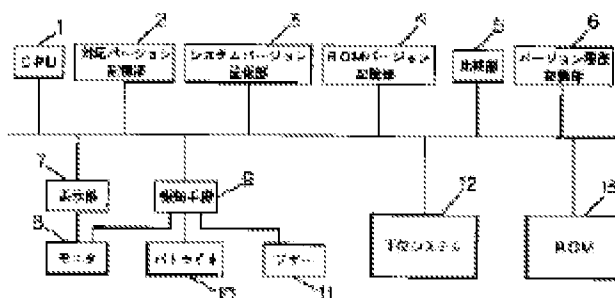 1
CPU
2
対応バージョン
記憶部
3
システムバージョン
記憶部
4
ROMバージョン
記憶部
5
比較部
6
バージョン履歴
記憶部
7
表示部
8
モニタ
9
報知手段
10
パトライト
11
ブザー
12
下位システム
13
ROM